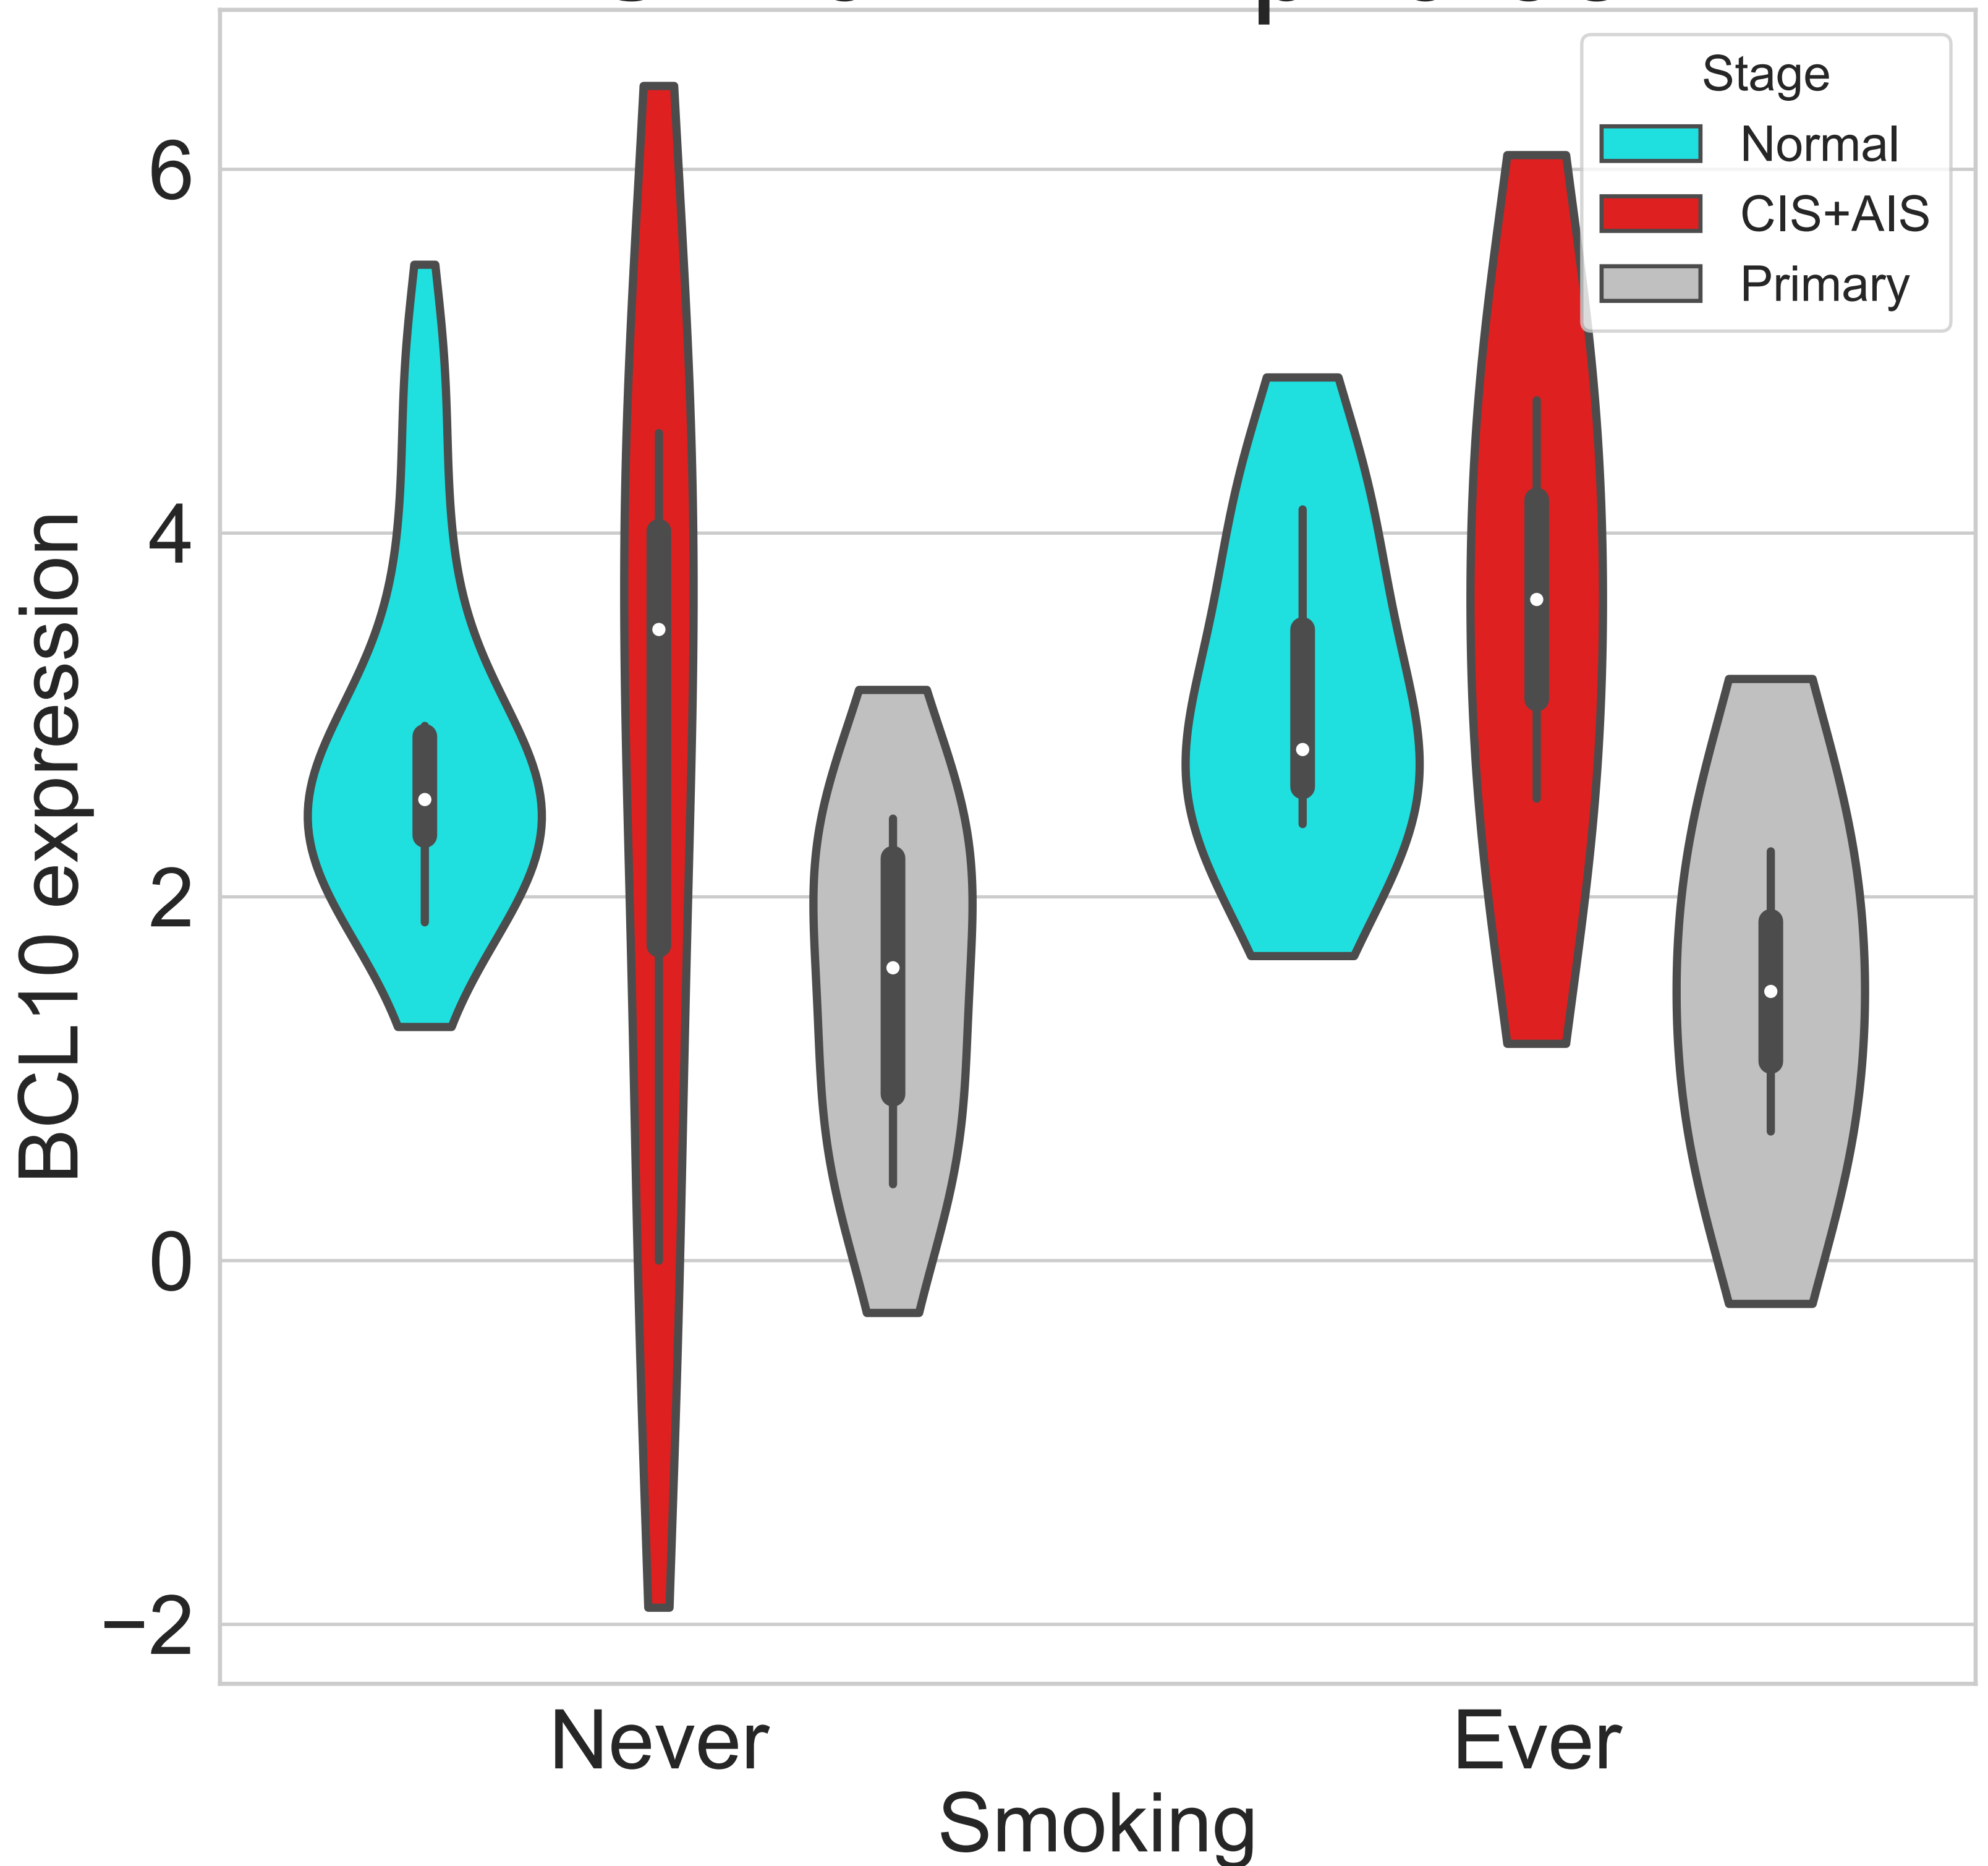 Stage
Normal
CIS+AIS
Primary
6
4
2
0
−2
BCL10 expression
Never
Ever
Smoking